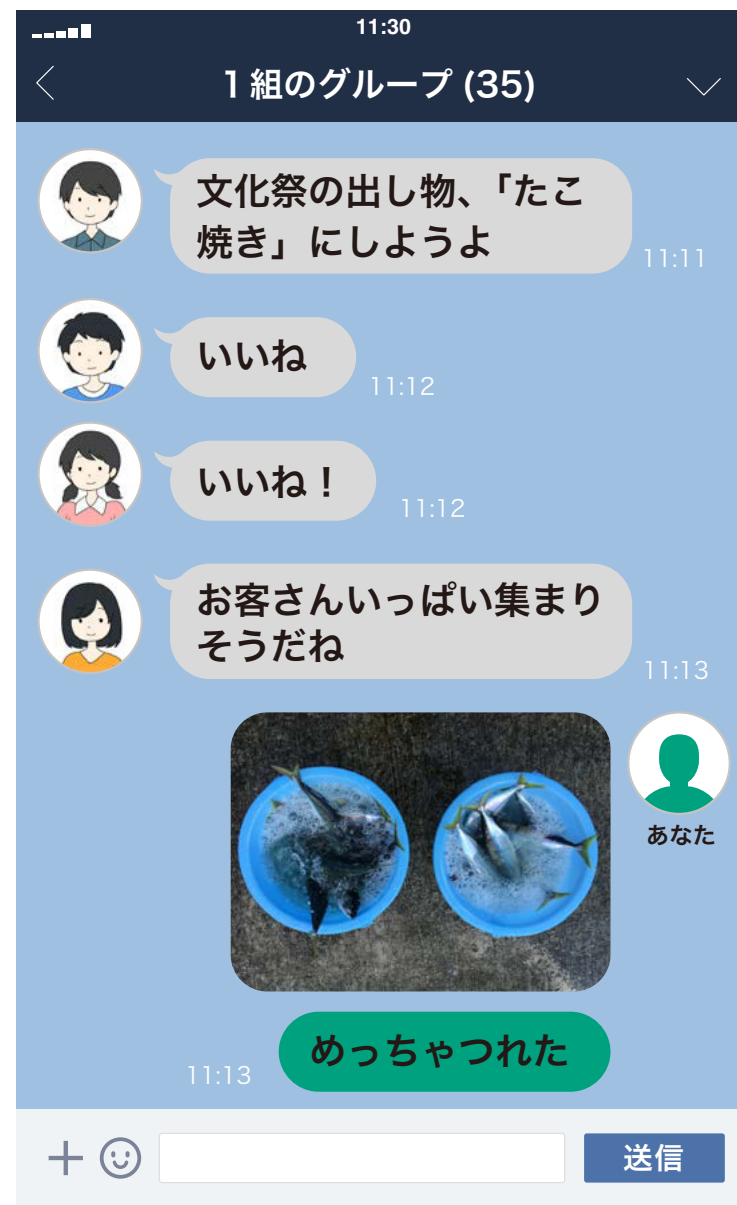 11:30
1組のグループ (35)
文化祭の出し物、「たこ
焼き」にしようよ
11:11
いいね
11:12
いいね！
11:12
お客さんいっぱい集まり
そうだね
11:13
あなた
めっちゃつれた
11:13
送信